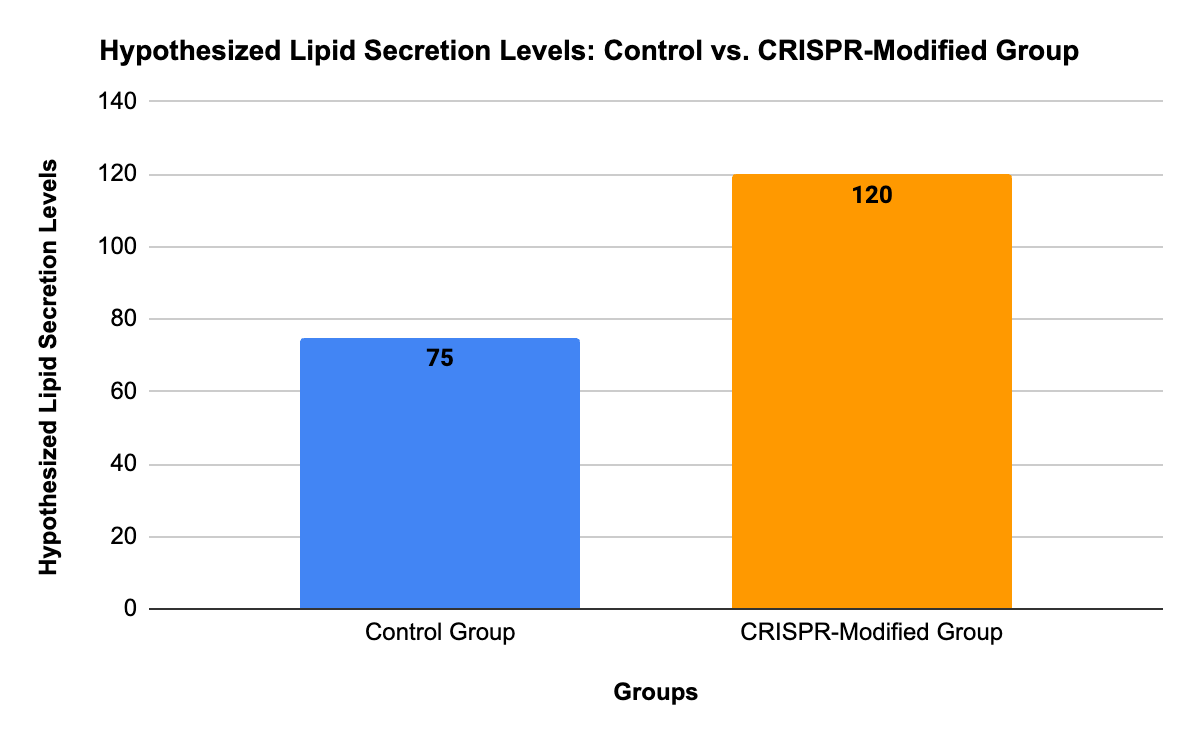 Hypothesized Lipid Secretion Levels: Control vs. CRISPR-Modified Group
Hypothesized Lipid Secretion Levels
140
120
100
80
60
40
20
0
75
120
Control Group
CRISPR-Modified Group
Groups